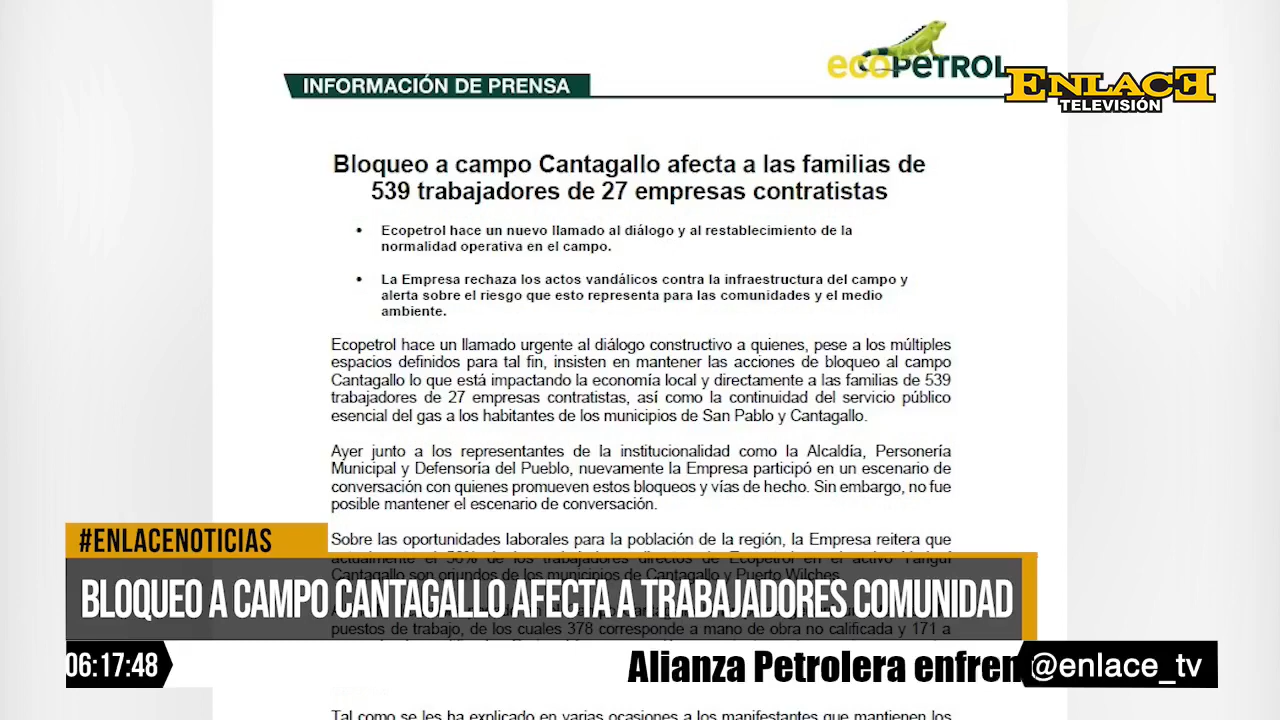 ecopetrol
INFORMACIÓN DE PRENSA
ENLACE
TELEVISIÓN
Bloqueo a campo Cantagallo afecta a las familias de
539 trabajadores de 27 empresas contratistas
• Ecopetrol hace un nuevo llamado al diálogo y al restablecimiento de la
normalidad operativa en el campo.
• La Empresa rechaza los actos vandálicos contra la infraestructura del campo y
alerta sobre el riesgo que esto representa para las comunidades y el medio
ambiente.
Ecopetrol hace un llamado urgente al diálogo constructivo a quienes, pese a los múltiples
espacios definidos para tal fin, insisten en mantener las acciones de bloqueo al campo
Cantagallo lo que está impactando la economía local y directamente a las familias de 539
trabajadores de 27 empresas contratistas, así como la continuidad del servicio público
esencial del gas a los habitantes de los municipios de San Pablo y Cantagallo.
Ayer junto a los representantes de la institucionalidad como la Alcaldía, Personería
Municipal y Defensoría del Pueblo, nuevamente la Empresa participó en un escenario de
conversación con quienes promueven estos bloqueos y vías de hecho. Sin embargo, no fue
posible mantener el escenario de conversación.
Sobre las oportunidades laborales para la población de la región, la Empresa reitera que
Cantagallo son oriundos de los municipios de Cantagallo y Puerto Wilches.
puestos de trabajo, de los cuales 378 corresponde a mano de obra no calificada y 171 a
Tal como se les ha explicado en varias ocasiones a los manifestantes que mantienen los
#ENLACENOTICIAS
BLOQUEO A CAMPO CANTAGALLO AFECTA A TRABAJADORES COMUNIDAD
06:17:48
Alianza Petrolera enfren
@enlace_tv